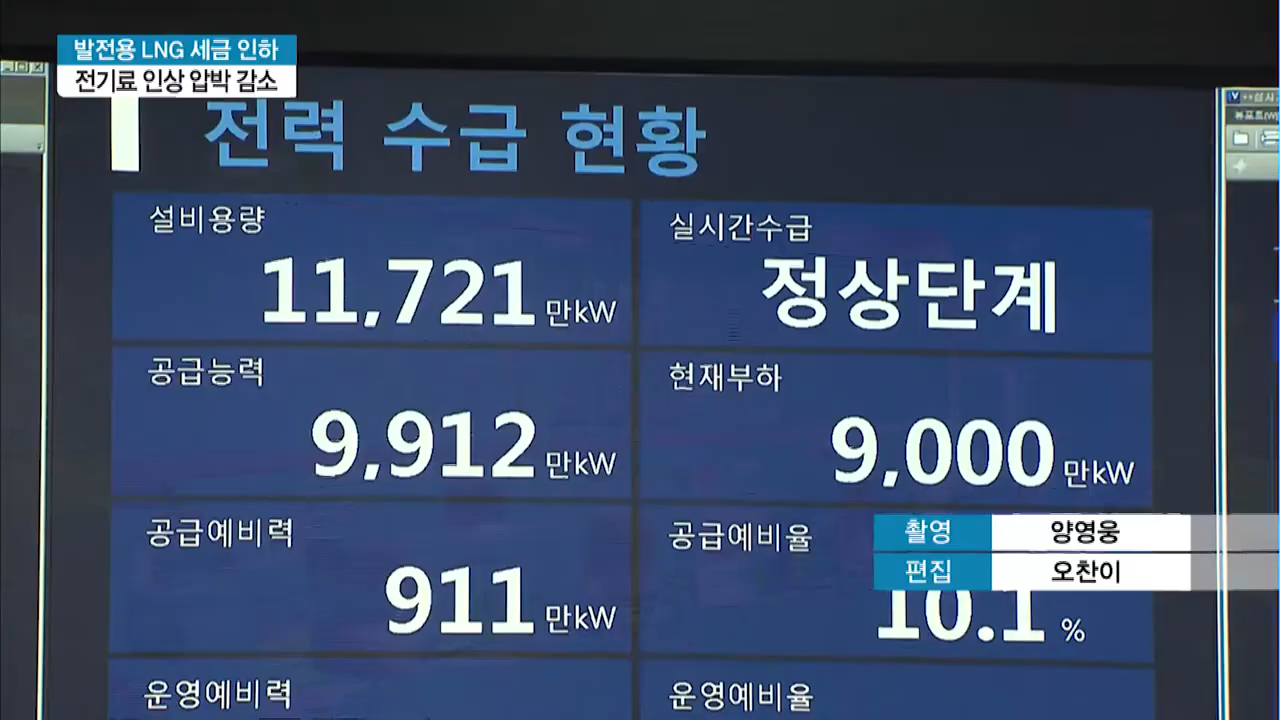 발전용 LNG 세금 인하
전기료 인상 압박 감소
전력 수급 현황
설비용량
11,721 만kW
실시간수급
정상단계
공급능력
9,912 만kW
현재부하
9,000 만kW
공급예비력
911 만kW
공급예비율
10.1 %
촬영 양영웅
편집 오찬이
운영예비력
운영예비율